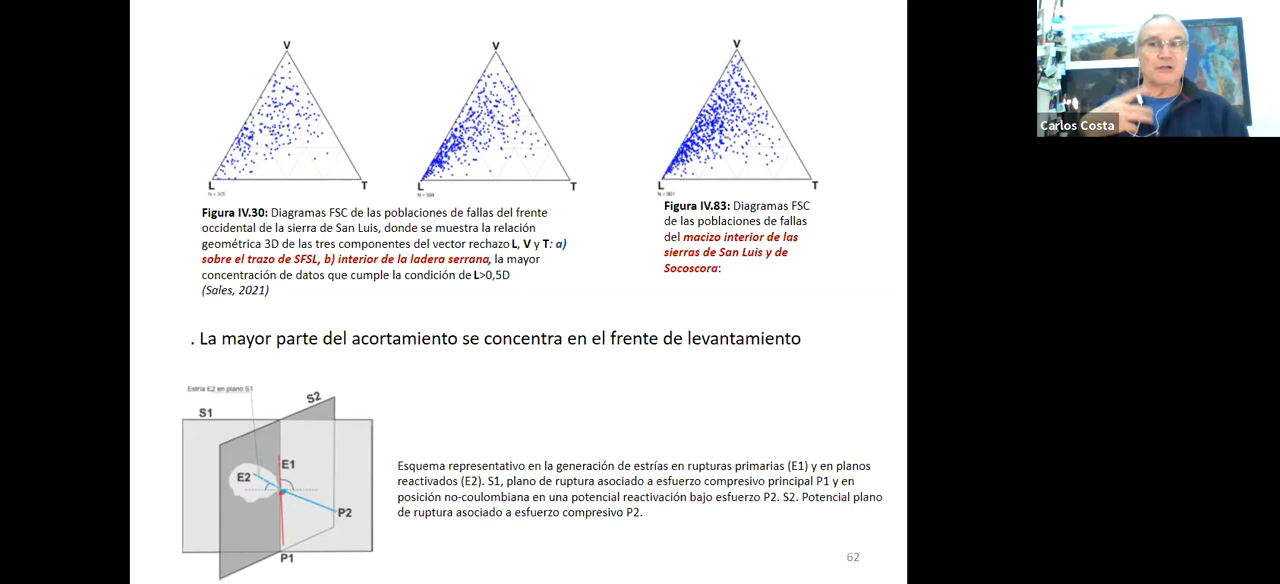 V
V
V
L
T
L
T
L
T
N = 305
Figura IV.30: Diagramas FSC de las poblaciones de fallas del frente
occidental de la sierra de San Luis, donde se muestra la relación
geométrica 3D de las tres componentes del vector rechazo L, V y T: a)
sobre el trazo de SFSL, b) interior de la ladera serrana, la mayor
concentración de datos que cumple la condición de L>0,5D
(Sales, 2021)
Figura IV.83: Diagramas FSC
de las poblaciones de fallas
del macizo interior de las
sierras de San Luis y de
Socoscora:
Carlos Costa
. La mayor parte del acortamiento se concentra en el frente de levantamiento
Estría E2 en plano S1
S2
S1
E1
E2
P2
P1
Esquema representativo en la generación de estrías en rupturas primarias (E1) y en planos
reactivados (E2). S1, plano de ruptura asociado a esfuerzo compresivo principal P1 y en
posición no-coulombiana en una potencial reactivación bajo esfuerzo P2. S2. Potencial plano
de ruptura asociado a esfuerzo compresivo P2.
62